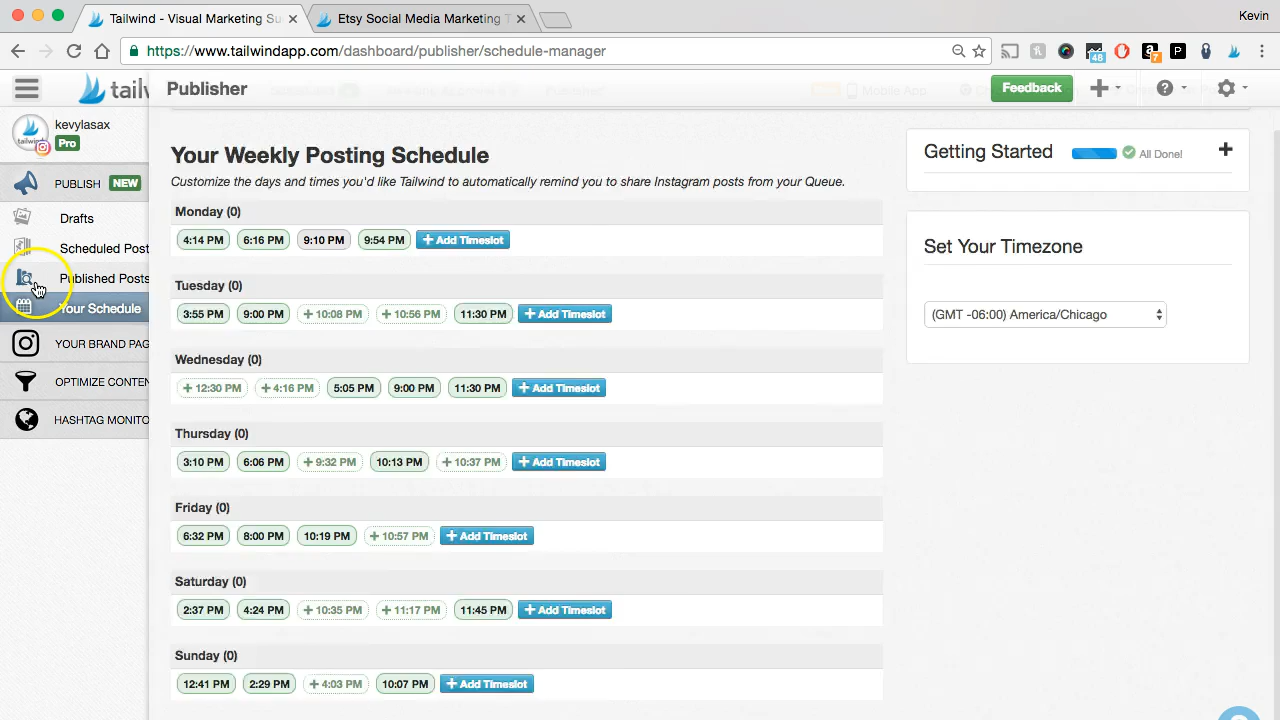 Tailwind - Visual Marketing Su
Etsy Social Media Marketing T
Kevin
https://www.tailwindapp.com/dashboard/publisher/schedule-manager
48
7
Publisher
Mobile App
Feedback
kevylasax
Pro
PUBLISH NEW
Drafts
Scheduled Post
Published Posts
Your Schedule
YOUR BRAND PAG
OPTIMIZE CONTEN
HASHTAG MONITO
Your Weekly Posting Schedule
Customize the days and times you'd like Tailwind to automatically remind you to share Instagram posts from your Queue.
Monday (0)
4:14 PM 6:16 PM 9:10 PM 9:54 PM + Add Timeslot
Tuesday (0)
3:55 PM 9:00 PM + 10:08 PM + 10:56 PM 11:30 PM + Add Timeslot
Wednesday (0)
+ 12:30 PM + 4:16 PM 5:05 PM 9:00 PM 11:30 PM + Add Timeslot
Thursday (0)
3:10 PM 6:06 PM + 9:32 PM 10:13 PM + 10:37 PM + Add Timeslot
Friday (0)
6:32 PM 8:00 PM 10:19 PM + 10:57 PM + Add Timeslot
Saturday (0)
2:37 PM 4:24 PM + 10:35 PM + 11:17 PM 11:45 PM + Add Timeslot
Sunday (0)
12:41 PM 2:29 PM + 4:03 PM 10:07 PM + Add Timeslot
Getting Started All Done! +
Set Your Timezone
(GMT -06:00) America/Chicago